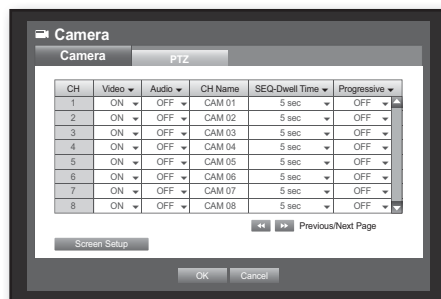 Camera
Camera PTZ
CH Video Audio CH Name SEQ-Dwell Time Progressive
1 ON OFF CAM 01 5 sec OFF
2 ON OFF CAM 02 5 sec OFF
3 ON OFF CAM 03 5 sec OFF
4 ON OFF CAM 04 5 sec OFF
5 ON OFF CAM 05 5 sec OFF
6 ON OFF CAM 06 5 sec OFF
7 ON OFF CAM 07 5 sec OFF
8 ON OFF CAM 08 5 sec OFF
Previous/Next Page
Screen Setup
OK Cancel